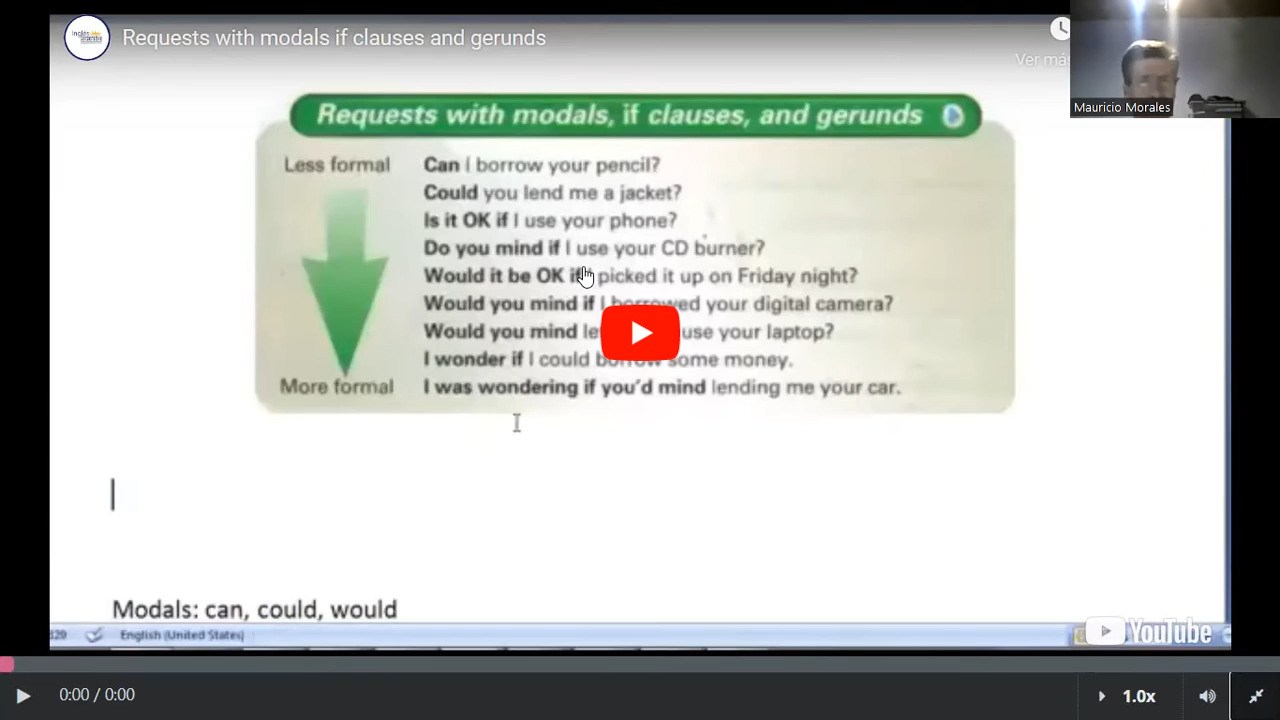 Requests with modals if clauses and gerunds
Ver más
Mauricio Morales
Requests with modals, if clauses, and gerunds
Less formal
Can I borrow your pencil?
Could you lend me a jacket?
Is it OK if I use your phone?
Do you mind if I use your CD burner?
Would it be OK if picked it up on Friday night?
Would you mind if I borrowed your digital camera?
Would you mind use your laptop?
I wonder if I could borrow some money.
More formal
I was wondering if you'd mind lending me your car.
Modals: can, could, would
English (United States)
YouTube
0:00 / 0:00
1.0x